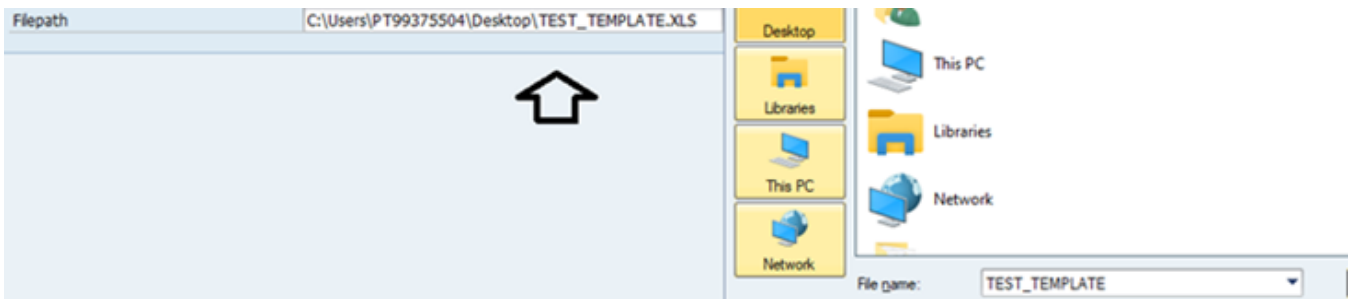 Filepath C:\Users\PT99375504\Desktop\TEST_TEMPLATE.XLS
Desktop
Libraries
This PC
Network
This PC
Libraries
Network
File name: TEST_TEMPLATE